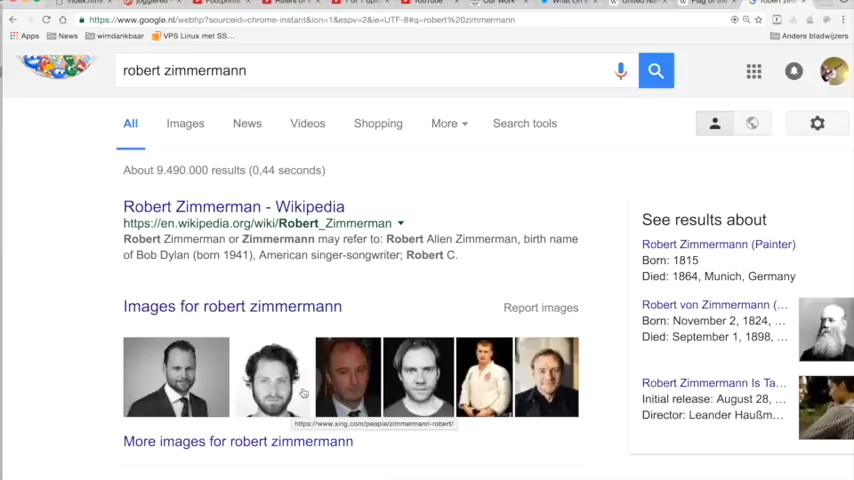 https://www.google.nl/webhp?sourceid=chrome-instant&ion=1&espv=2&ie=UTF-8#q=robert%20zimmermann
Apps News wimdankbaar VPS Linux met SS... Andere bladwijzers
robert zimmermann
All Images News Videos Shopping More Search tools
About 9.490.000 results (0,44 seconds)
Robert Zimmerman - Wikipedia
https://en.wikipedia.org/wiki/Robert_Zimmerman
Robert Zimmerman or Zimmermann may refer to: Robert Allen Zimmerman, birth name
of Bob Dylan (born 1941), American singer-songwriter; Robert C.
Images for robert zimmermann Report images
https://www.xing.com/people/zimmermann-robert/
More images for robert zimmermann
See results about
Robert Zimmermann (Painter)
Born: 1815
Died: 1864, Munich, Germany
Robert von Zimmermann (...
Born: November 2, 1824, ...
Died: September 1, 1898, ...
Robert Zimmermann Is Ta...
Initial release: August 28, ...
Director: Leander Haußm...